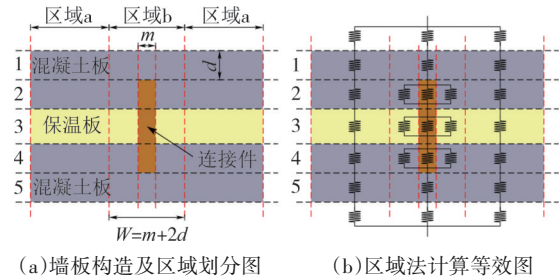 区域a 区域b 区域a
m
d
1 混凝土板 1
2 2
3 保温板 3
4 连接件 4
5 混凝土板 5
W=m+2d
(a)墙板构造及区域划分图 (b)区域法计算等效图